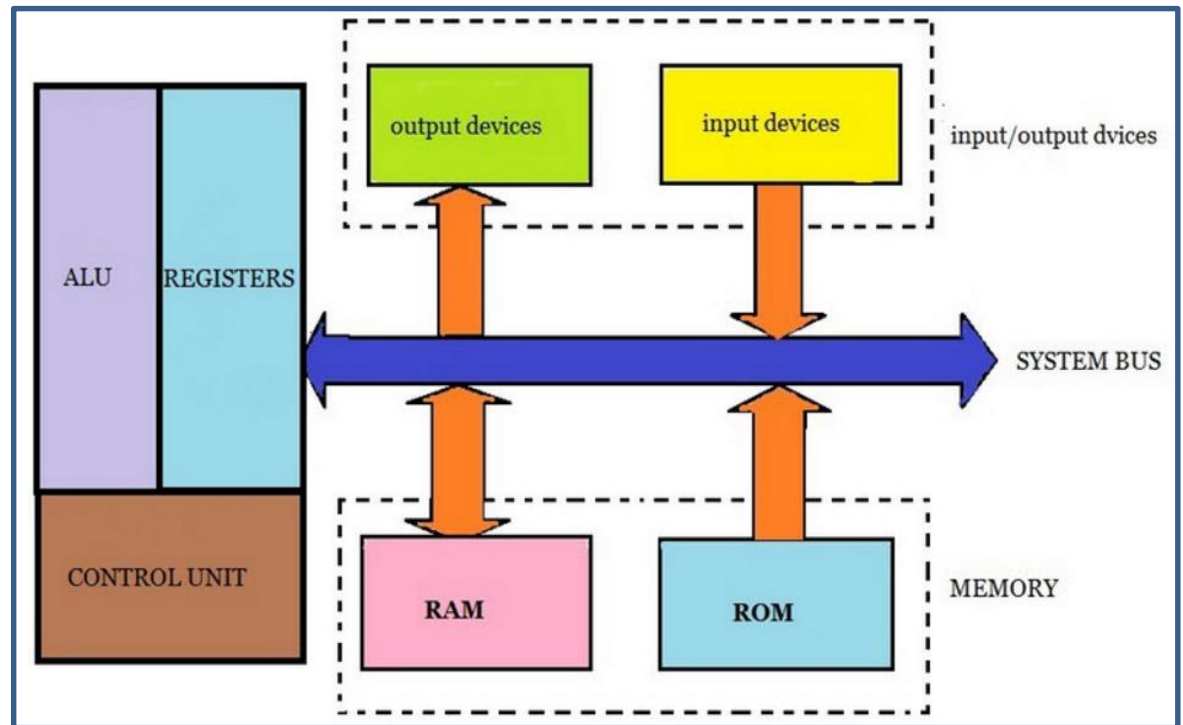 output devices
input devices
input/output dvices
ALU
REGISTERS
SYSTEM BUS
CONTROL UNIT
RAM
ROM
MEMORY